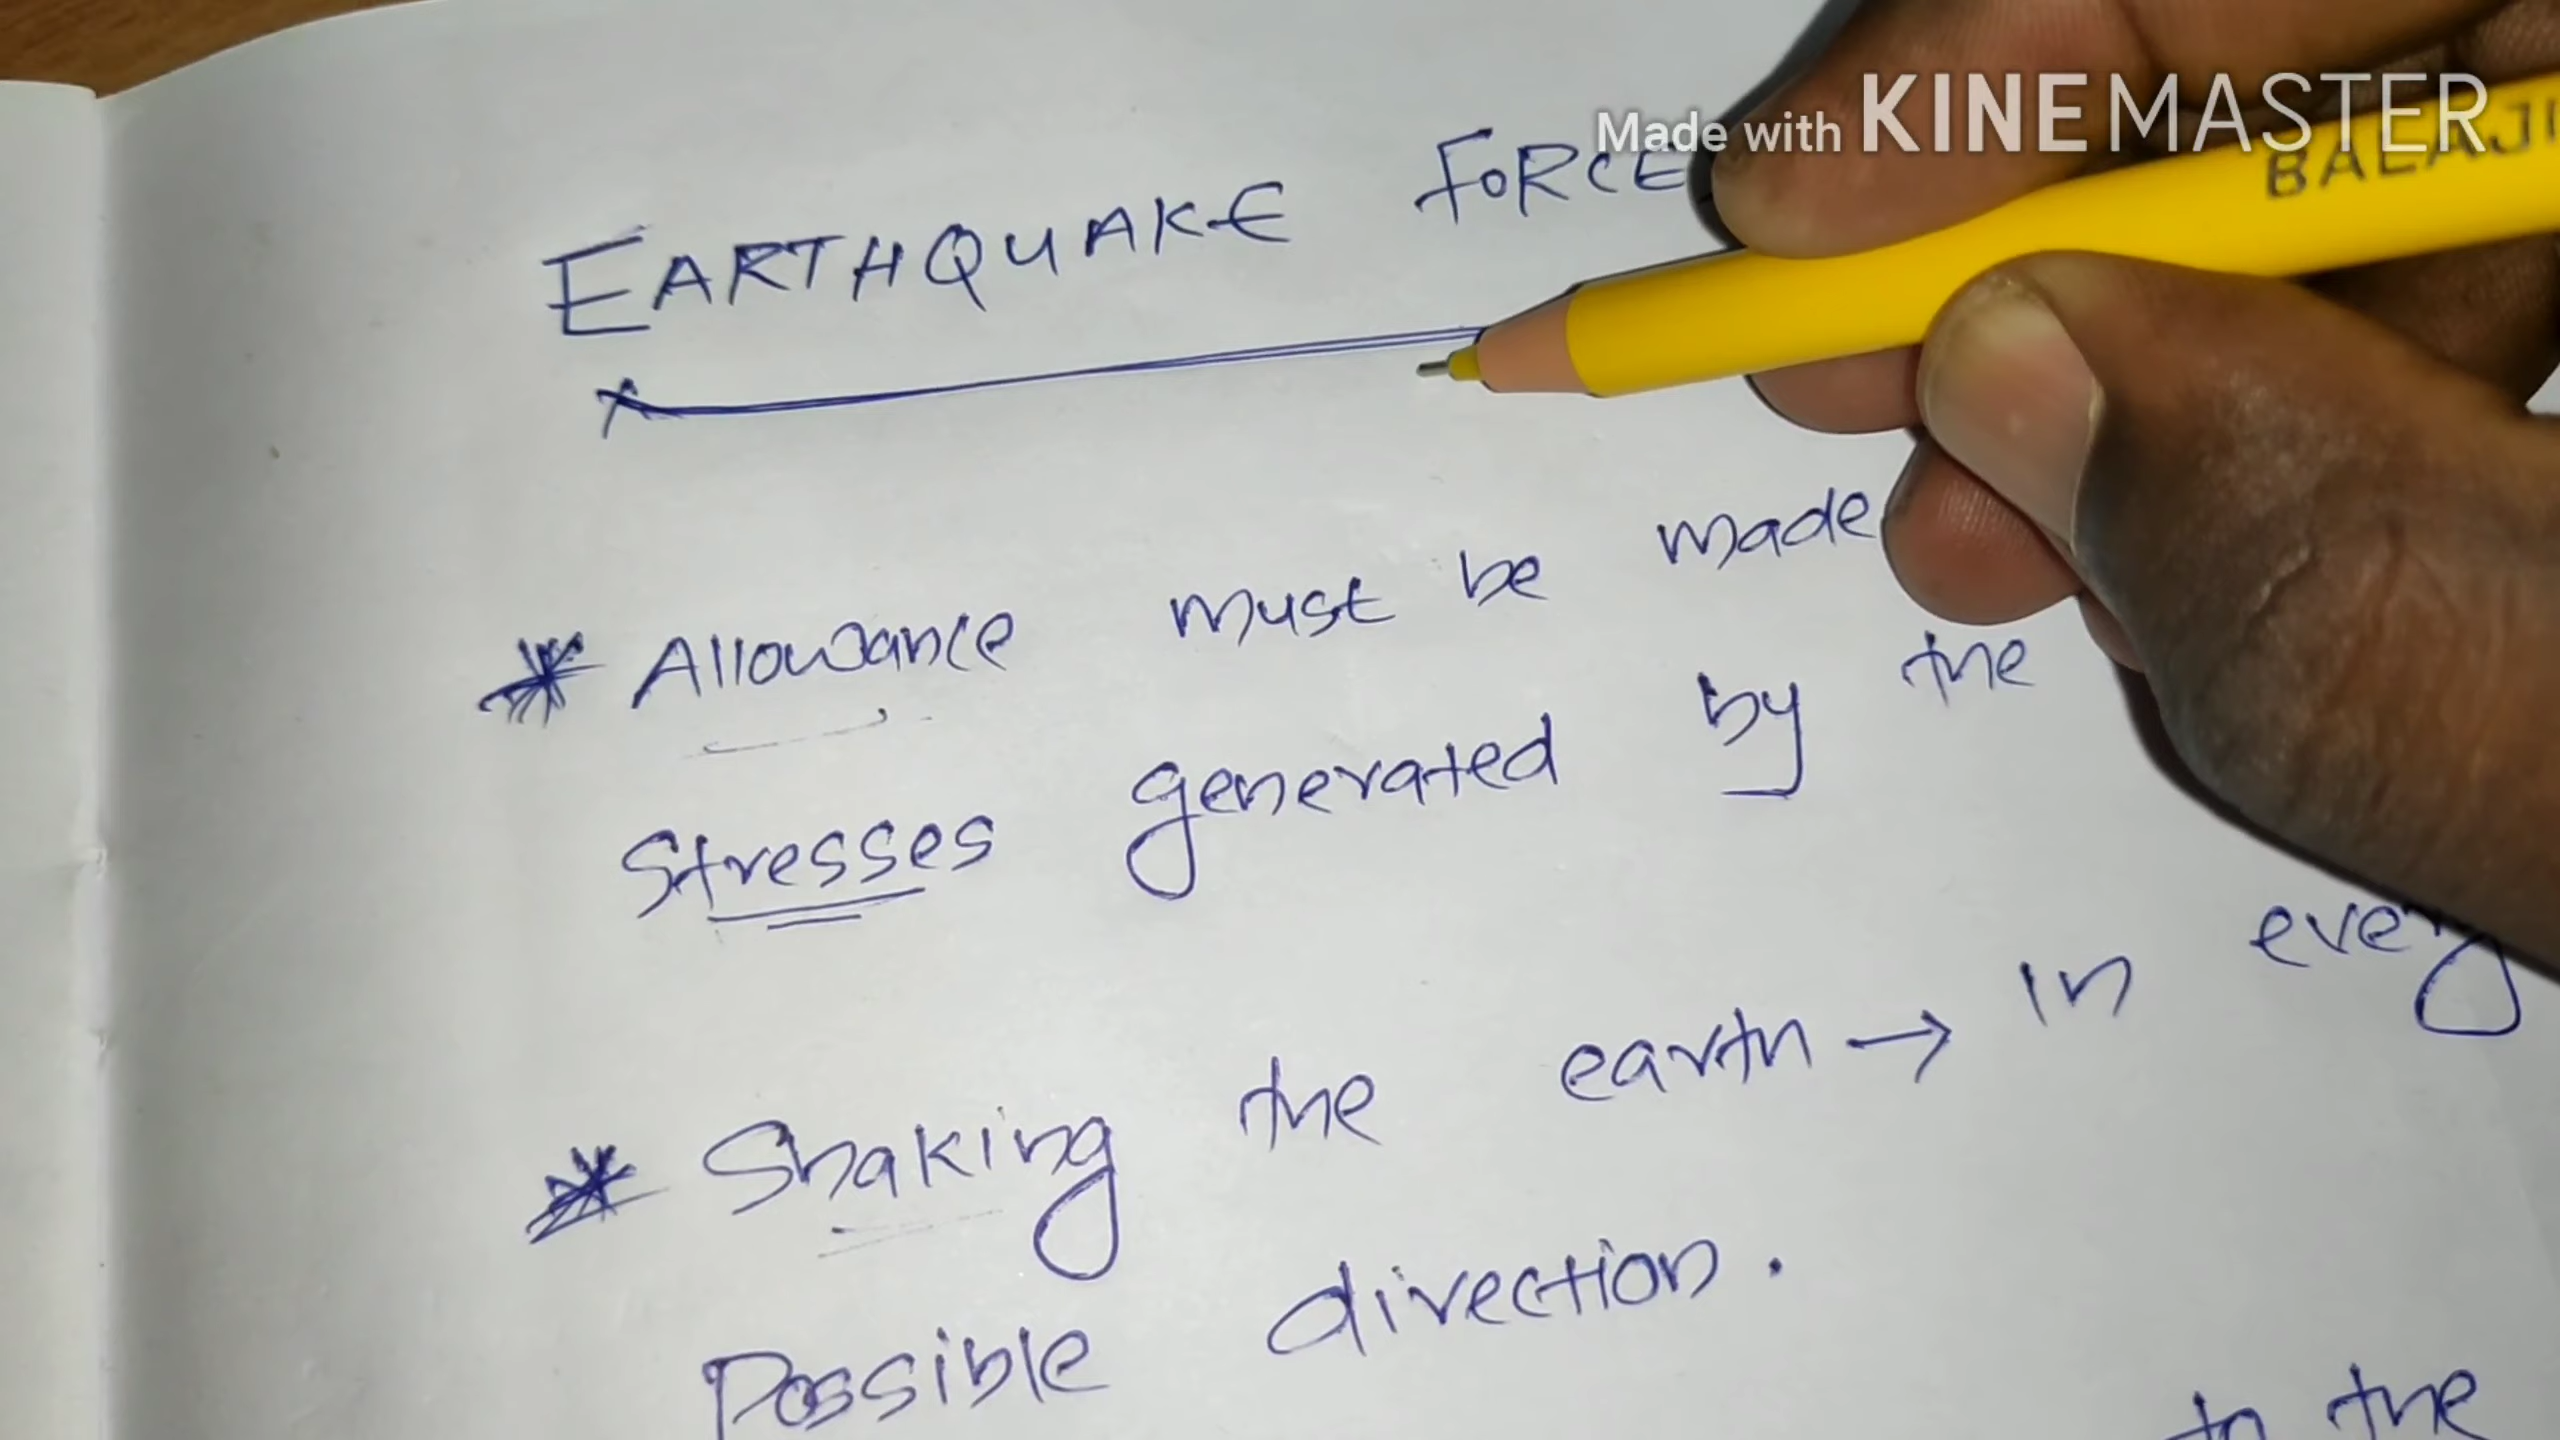 Made with KINEMASTER
BALAJI
EARTHQUAKE FORCE
* Allowance must be made
Stresses generated by the
* Shaking the earth → in every
Possible direction.
the